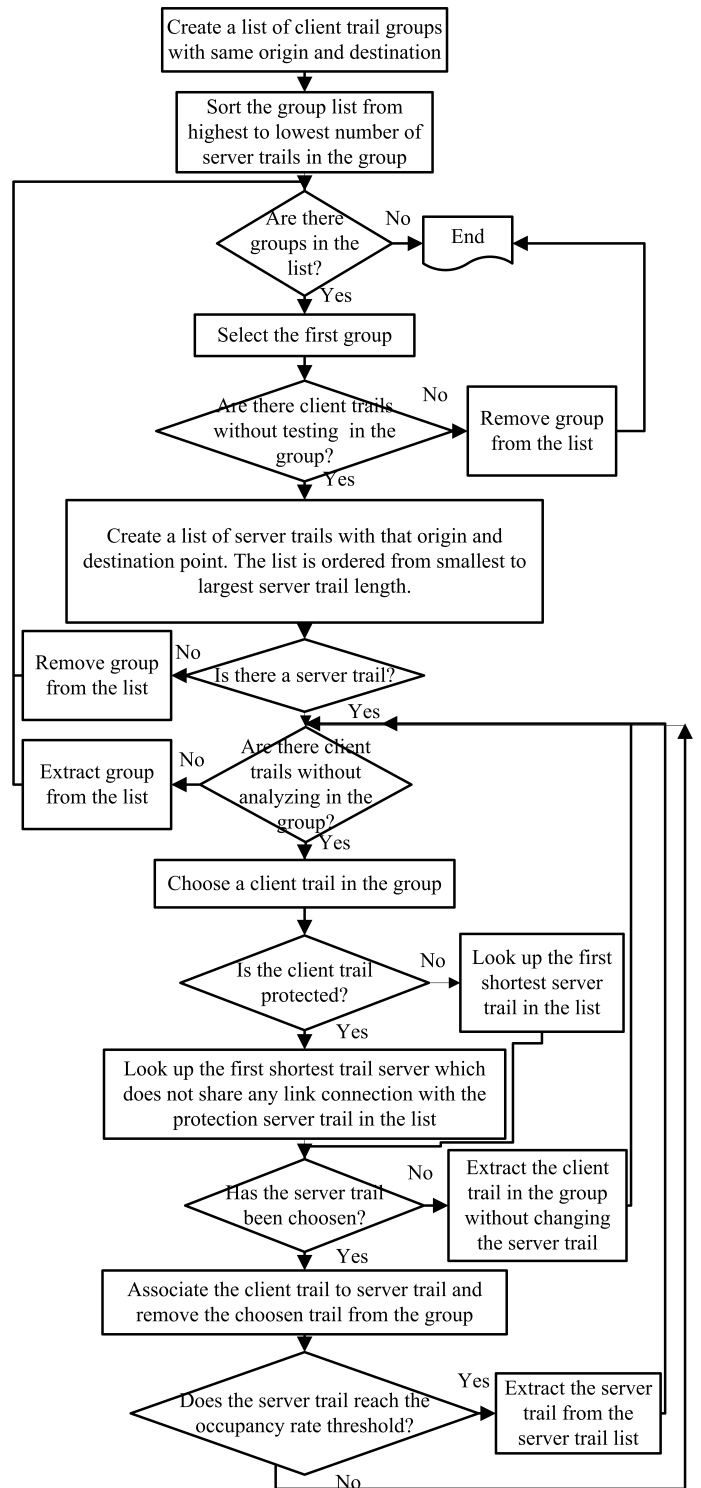 Create a list of client trail groups
with same origin and destination
Sort the group list from
highest to lowest number of
server trails in the group
Are there
groups in the
list?
No
End
Yes
Select the first group
Are there client trails
without testing in the
group?
No
Remove group
from the list
Yes
Create a list of server trails with that origin and
destination point. The list is ordered from smallest to
largest server trail length.
Remove group
from the list
No
Is there a server trail?
Yes
Extract group
from the list
No
Are there client
trails without
analyzing in the
group?
Yes
Choose a client trail in the group
Is the client trail
protected?
No
Look up the first
shortest server
trail in the list
Yes
Look up the first shortest trail server which
does not share any link connection with the
protection server trail in the list
Has the server trail
been choosen?
No
Extract the client
trail in the group
without changing
the server trail
Yes
Associate the client trail to server trail and
remove the choosen trail from the group
Does the server trail reach the
occupancy rate threshold?
Yes
Extract the server
trail from the
server trail list
No